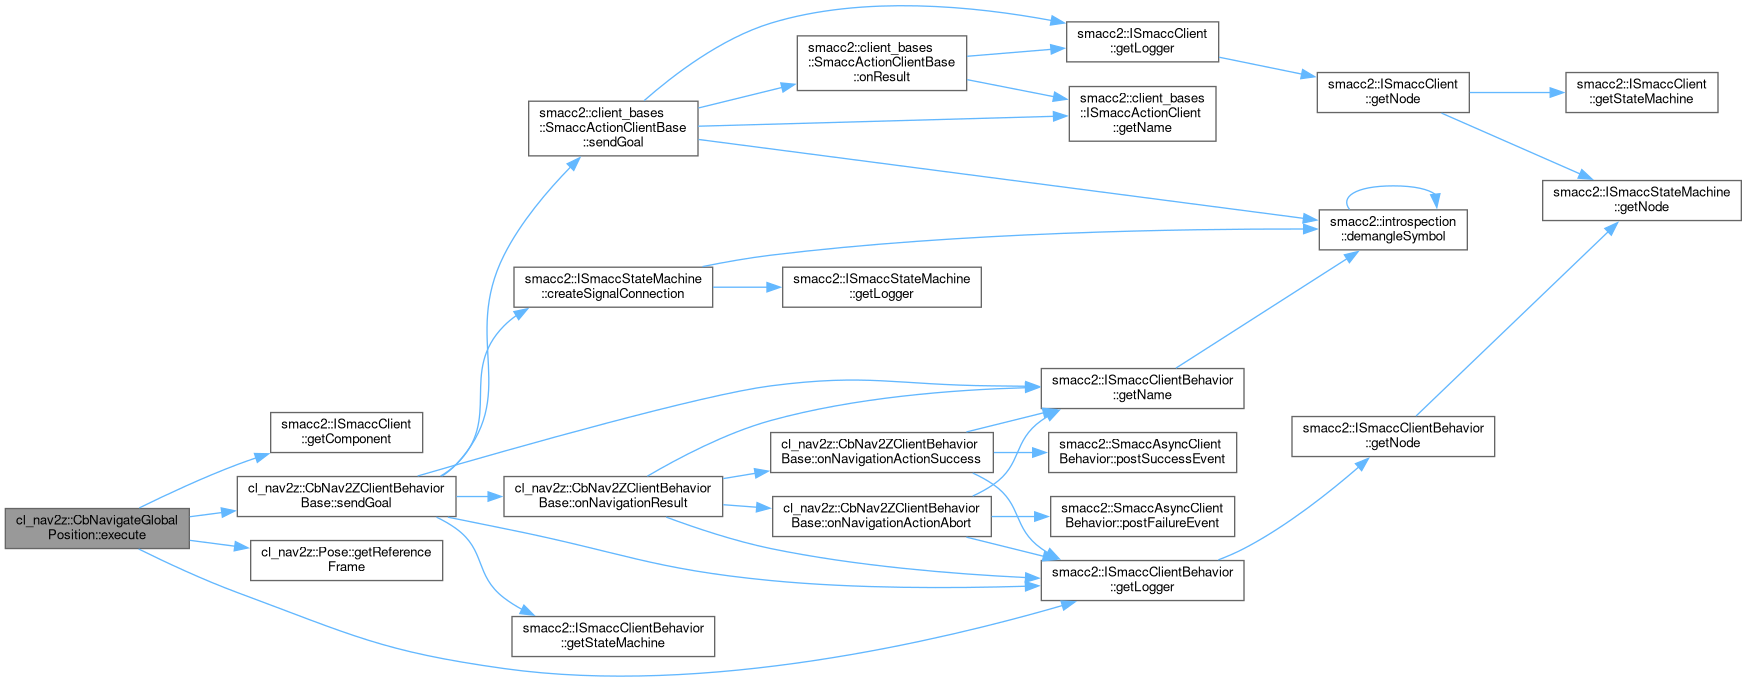 cl_nav2z::CbNavigateGlobal
Position::execute
smacc2::ISmaccClient
::getComponent
cl_nav2z::CbNav2ZClientBehavior
Base::sendGoal
cl_nav2z::Pose::getReference
Frame
smacc2::client_bases
::SmaccActionClientBase
::sendGoal
smacc2::ISmaccStateMachine
::createSignalConnection
cl_nav2z::CbNav2ZClientBehavior
Base::onNavigationResult
smacc2::ISmaccClientBehavior
::getStateMachine
smacc2::client_bases
::SmaccActionClientBase
::onResult
smacc2::ISmaccStateMachine
::getLogger
cl_nav2z::CbNav2ZClientBehavior
Base::onNavigationActionSuccess
cl_nav2z::CbNav2ZClientBehavior
Base::onNavigationActionAbort
smacc2::ISmaccClient
::getLogger
smacc2::client_bases
::ISmaccActionClient
::getName
smacc2::ISmaccClientBehavior
::getName
smacc2::SmaccAsyncClient
Behavior::postSuccessEvent
smacc2::SmaccAsyncClient
Behavior::postFailureEvent
smacc2::ISmaccClientBehavior
::getLogger
smacc2::ISmaccClient
::getNode
smacc2::introspection
::demangleSymbol
smacc2::ISmaccClientBehavior
::getNode
smacc2::ISmaccClient
::getStateMachine
smacc2::ISmaccStateMachine
::getNode